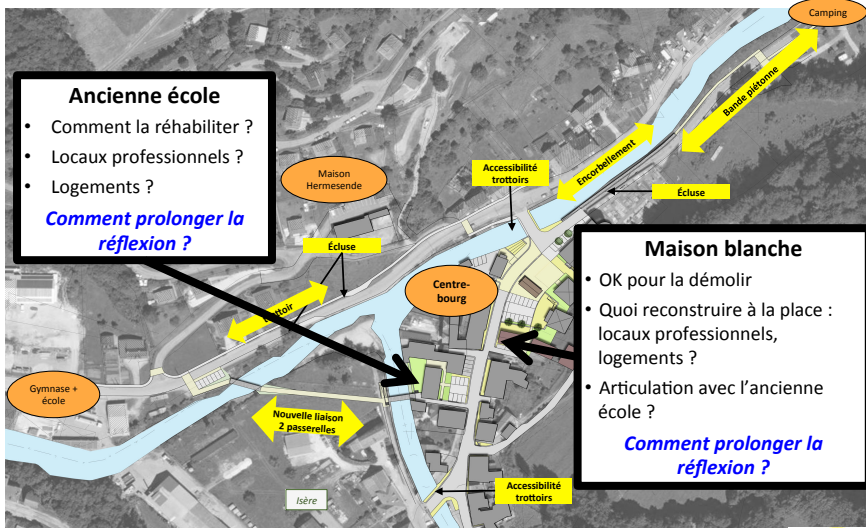 Camping
Ancienne école
• Comment la réhabiliter ?
• Locaux professionnels ?
• Logements ?
Comment prolonger la
réflexion ?
Bande piétonne
Encorbellement
Accessibilité
trottoirs
Maison
Hermesende
Écluse
Écluse
Maison blanche
• OK pour la démolir
• Quoi reconstruire à la place :
locaux professionnels,
logements ?
• Articulation avec l'ancienne
école ?
Comment prolonger la
réflexion ?
Centre-
bourg
Gymnase +
école
Nouvelle liaison
2 passerelles
Accessibilité
trottoirs
Isère